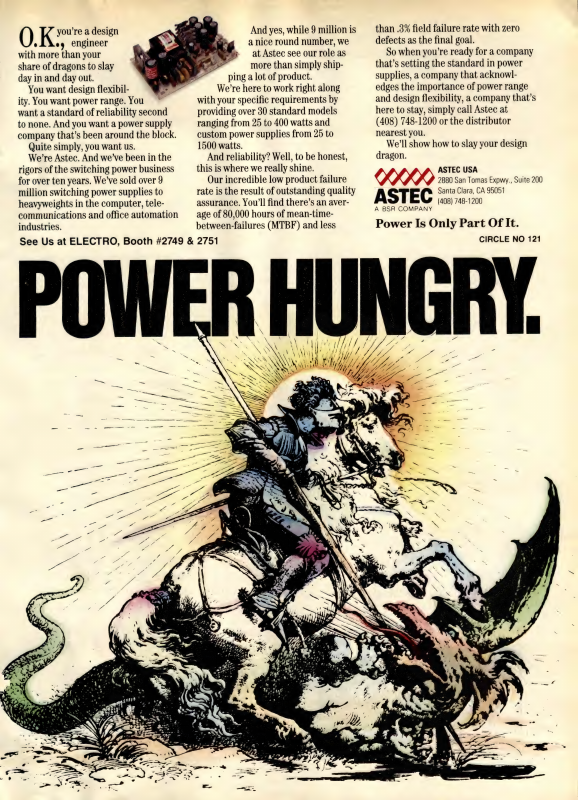 O.K., you're a design
engineer
with more than your
share of dragons to slay
day in and day out.
You want design flexibil-
ity. You want power range. You
want a standard of reliability second
to none. And you want a power supply
company that's been around the block.
Quite simply, you want us.
We're Astec. And we've been in the
rigors of the switching power business
for over ten years. We've sold over 9
million switching power supplies to
heavyweights in the computer, tele-
communications and office automation
industries.
And yes, while 9 million is
a nice round number, we
at Astec see our role as
more than simply ship-
ping a lot of product.
We're here to work right along
with your specific requirements by
providing over 30 standard models
ranging from 25 to 400 watts and
custom power supplies from 25 to
1500 watts.
And reliability? Well, to be honest,
this is where we really shine.
Our incredible low product failure
rate is the result of outstanding quality
assurance. You'll find there's an aver-
age of 80,000 hours of mean-time-
between-failures (MTBF) and less
than .3% field failure rate with zero
defects as the final goal.
So when you're ready for a company
that's setting the standard in power
supplies, a company that acknowl-
edges the importance of power range
and design flexibility, a company that's
here to stay, simply call Astec at
(408) 748-1200 or the distributor
nearest you.
We'll show how to slay your design
dragon.
ASTEC
A BSR COMPANY
ASTEC USA
2880 San Tomas Expwy., Suite 200
Santa Clara, CA 95051
(408) 748-1200
Power Is Only Part Of It.
See Us at ELECTRO, Booth #2749 & 2751
CIRCLE NO 121
POWER HUNGRY.